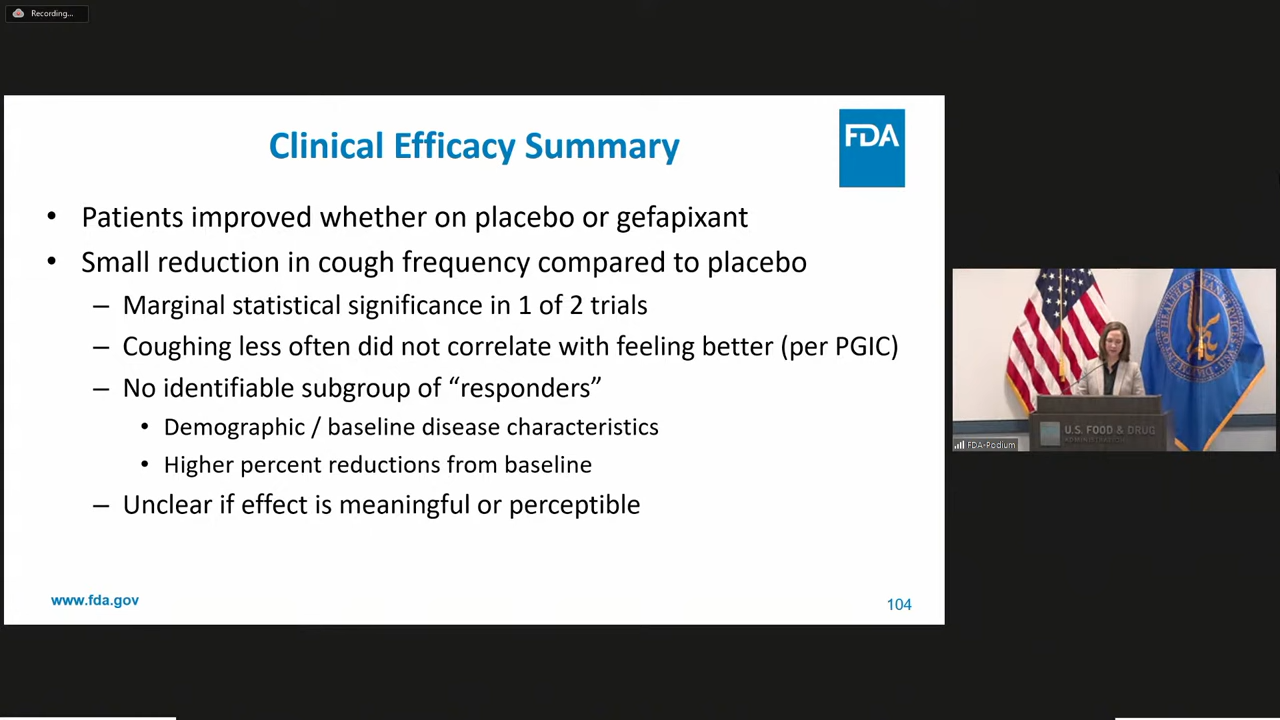 Recording...
Clinical Efficacy Summary
FDA
• Patients improved whether on placebo or gefapixant
• Small reduction in cough frequency compared to placebo
– Marginal statistical significance in 1 of 2 trials
– Coughing less often did not correlate with feeling better (per PGIC)
– No identifiable subgroup of “responders”
• Demographic / baseline disease characteristics
• Higher percent reductions from baseline
– Unclear if effect is meaningful or perceptible
www.fda.gov
104
U.S. FOOD & DRUG
ADMINISTRATION
FDA-Podium